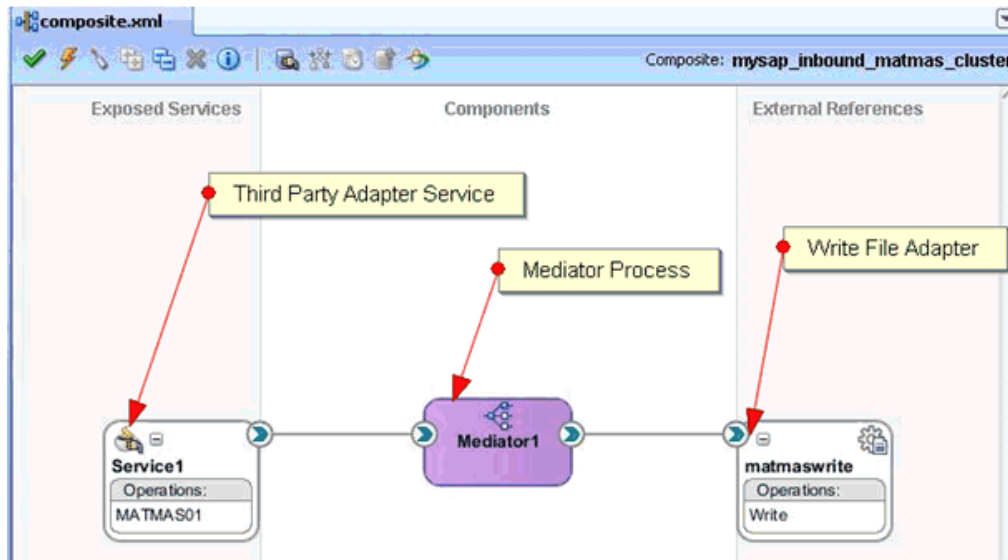 composite.xml
Composite: mysap_inbound_matmas_cluster
Exposed Services
Components
External References
Third Party Adapter Service
Write File Adapter
Mediator Process
Service1
Operations:
MATMAS01
Mediator1
matmaswrite
Operations:
Write